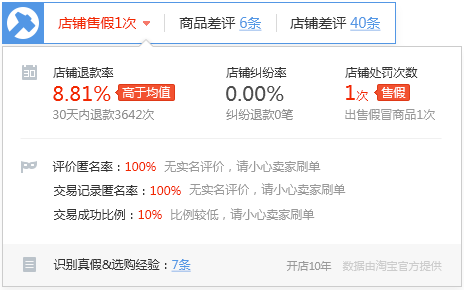 店铺售假1次 商品差评 6条 店铺差评 40条
30 店铺退款率 店铺纠纷率 店铺处罚次数
8.81% 高于均值 0.00% 1次 售假
30天内退款3642次 纠纷退款0笔 出售假冒商品1次
评价匿名率：100% 无实名评价，请小心卖家刷单
交易记录匿名率：100% 无实名评价，请小心卖家刷单
交易成功比例：10% 比例较低，请小心卖家刷单
识别真假&选购经验：7条 开店10年 数据由淘宝官方提供